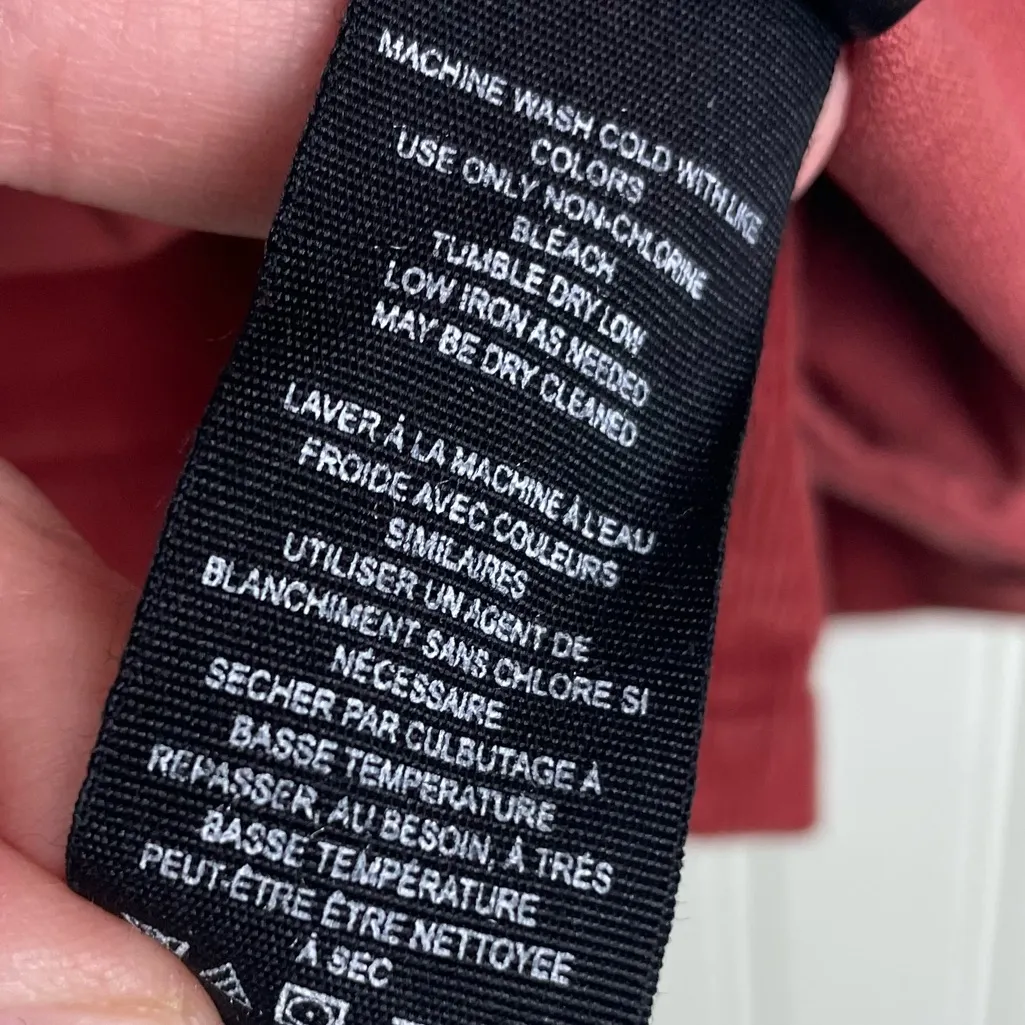 MACHINE WASH COLD WITH LIKE
COLORS
USE ONLY NON-CHLORINE
BLEACH
TUMBLE DRY LOW
LOW IRON AS NEEDED
MAY BE DRY CLEANED
LAVER À LA MACHINE À L'EAU
FROIDE AVEC COULEURS
SIMILAIRES
UTILISER UN AGENT DE
BLANCHIMENT SANS CHLORE SI
NÉCESSAIRE
SECHER PAR CULBUTAGE À
BASSE TEMPERATURE
REPASSER, AU BESOIN, À TRÈS
BASSE TEMPÉRATURE
PEUT-ÊTRE ÊTRE NETTOYEE
À SEC